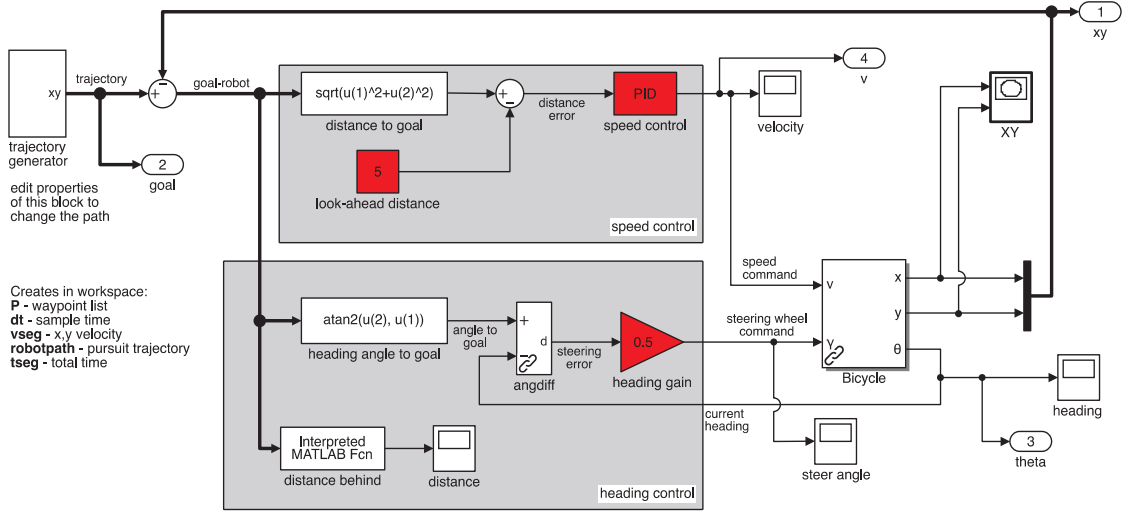 1
xy
trajectory
goal-robot
xy
+
−
sqrt(u(1)^2+u(2)^2)
distance to goal
+
−
distance
error
PID
speed control
4
v
velocity
XY
trajectory
generator
2
goal
5
look-ahead distance
edit properties
of this block to
change the path
speed control
Creates in workspace:
P - waypoint list
dt - sample time
vseg - x,y velocity
robotpath - pursuit trajectory
tseg - total time
atan2(u(2), u(1))
heading angle to goal
angle to
goal
+
−
d
angdiff
steering
error
0.5
heading gain
speed
command
steering wheel
command
v
γ
x
y
θ
Bicycle
current
heading
heading
3
theta
steer angle
Interpreted
MATLAB Fcn
distance behind
distance
heading control